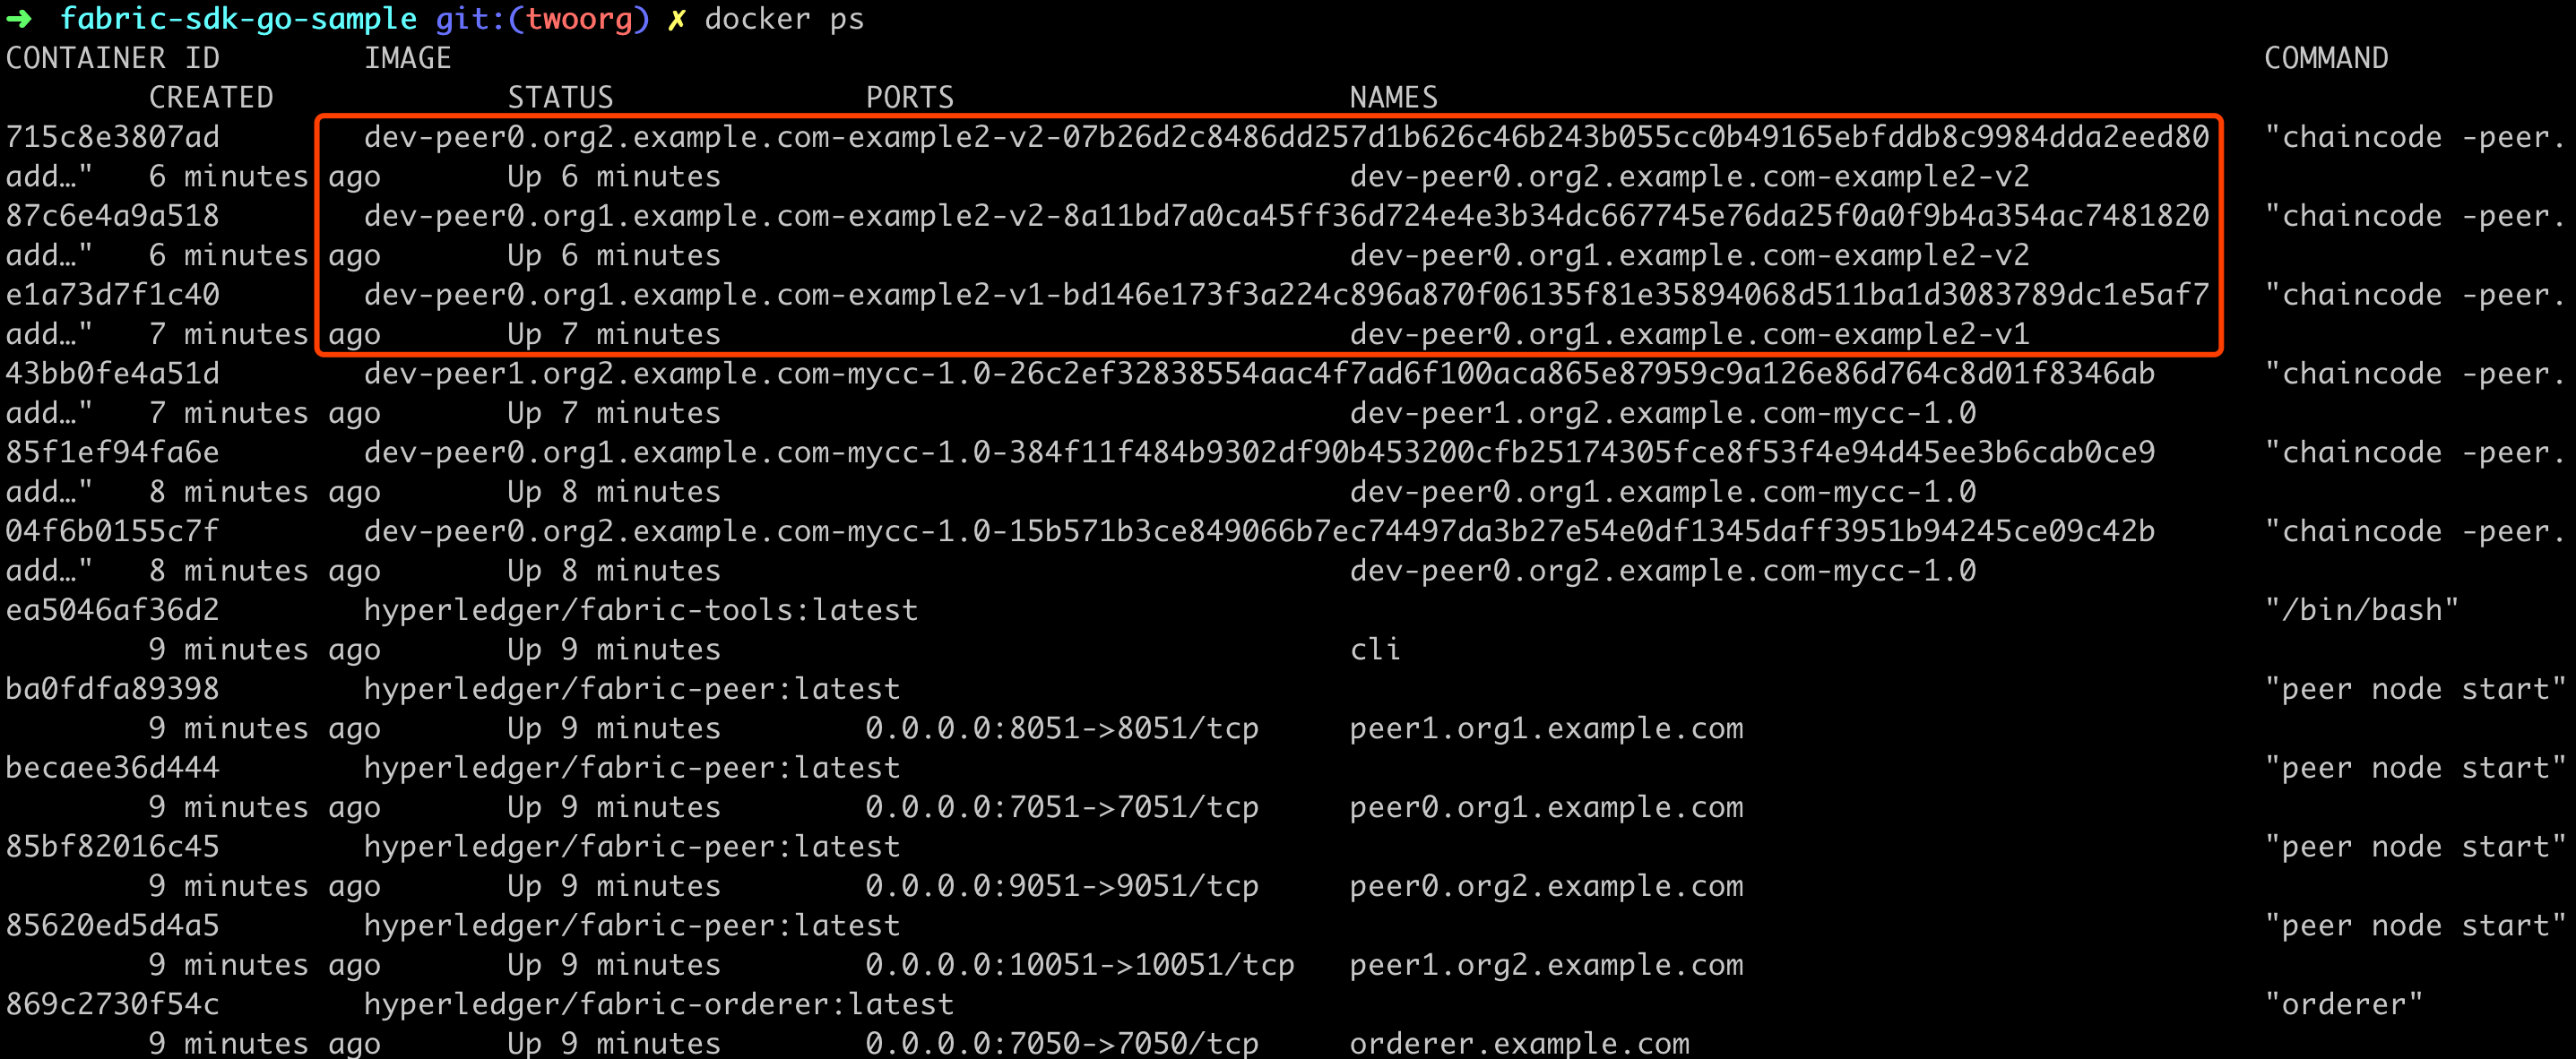 ➜  fabric-sdk-go-sample git:(twoorg) ✗ docker ps
CONTAINER ID        IMAGE                                                                                                      COMMAND
        CREATED             STATUS              PORTS                      NAMES
715c8e3807ad        dev-peer0.org2.example.com-example2-v2-07b26d2c8486dd257d1b626c46b243b055cc0b49165ebfddb8c9984dda2eed80   "chaincode -peer.
add…"   6 minutes ago       Up 6 minutes                                   dev-peer0.org2.example.com-example2-v2
87c6e4a9a518        dev-peer0.org1.example.com-example2-v2-8a11bd7a0ca45ff36d724e4e3b34dc667745e76da25f0a0f9b4a354ac7481820   "chaincode -peer.
add…"   6 minutes ago       Up 6 minutes                                   dev-peer0.org1.example.com-example2-v2
e1a73d7f1c40        dev-peer0.org1.example.com-example2-v1-bd146e173f3a224c896a870f06135f81e35894068d511ba1d3083789dc1e5af7   "chaincode -peer.
add…"   7 minutes ago       Up 7 minutes                                   dev-peer0.org1.example.com-example2-v1
43bb0fe4a51d        dev-peer1.org2.example.com-mycc-1.0-26c2ef32838554aac4f7ad6f100aca865e87959c9a126e86d764c8d01f8346ab      "chaincode -peer.
add…"   7 minutes ago       Up 7 minutes                                   dev-peer1.org2.example.com-mycc-1.0
85f1ef94fa6e        dev-peer0.org1.example.com-mycc-1.0-384f11f484b9302df90b453200cfb25174305fce8f53f4e94d45ee3b6cab0ce9      "chaincode -peer.
add…"   8 minutes ago       Up 8 minutes                                   dev-peer0.org1.example.com-mycc-1.0
04f6b0155c7f        dev-peer0.org2.example.com-mycc-1.0-15b571b3ce849066b7ec74497da3b27e54e0df1345daff3951b94245ce09c42b      "chaincode -peer.
add…"   8 minutes ago       Up 8 minutes                                   dev-peer0.org2.example.com-mycc-1.0
ea5046af36d2        hyperledger/fabric-tools:latest                                                                           "/bin/bash"
        9 minutes ago       Up 9 minutes                                   cli
ba0fdfa89398        hyperledger/fabric-peer:latest                                                                            "peer node start"
        9 minutes ago       Up 9 minutes        0.0.0.0:8051->8051/tcp     peer1.org1.example.com
becaee36d444        hyperledger/fabric-peer:latest                                                                            "peer node start"
        9 minutes ago       Up 9 minutes        0.0.0.0:7051->7051/tcp     peer0.org1.example.com
85bf82016c45        hyperledger/fabric-peer:latest                                                                            "peer node start"
        9 minutes ago       Up 9 minutes        0.0.0.0:9051->9051/tcp     peer0.org2.example.com
85620ed5d4a5        hyperledger/fabric-peer:latest                                                                            "peer node start"
        9 minutes ago       Up 9 minutes        0.0.0.0:10051->10051/tcp   peer1.org2.example.com
869c2730f54c        hyperledger/fabric-orderer:latest                                                                         "orderer"
        9 minutes ago       Up 9 minutes        0.0.0.0:7050->7050/tcp     orderer.example.com